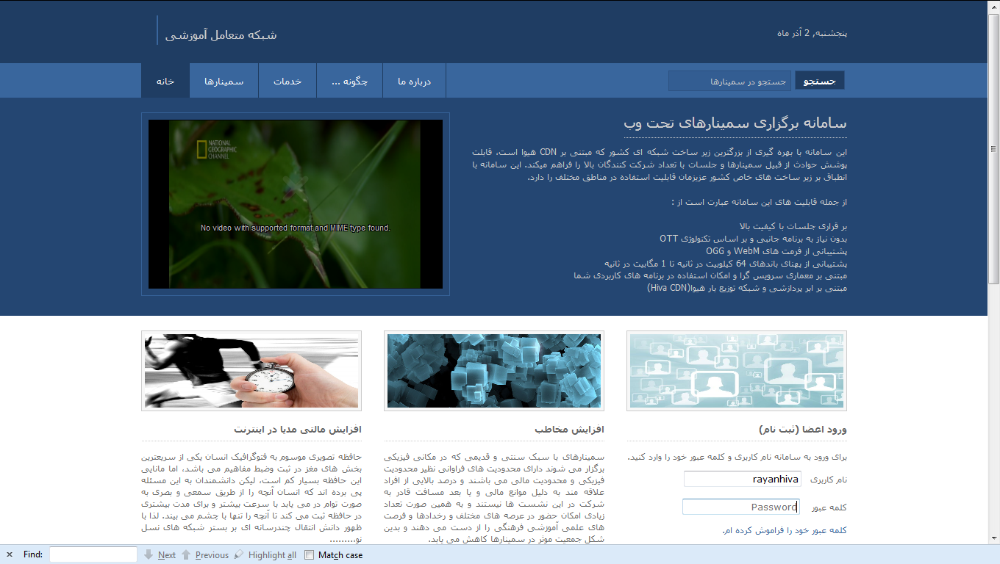 پنجشنبه, 2 آذر ماه
شبکه متعامل آموزشی
خانه
سمینارها
خدمات
چگونه ...
درباره ما
جستجو در سمینارها
جستجو
سامانه برگزاری سمینارهای تحت وب
این سامانه با بهره گیری از بزرگترین زیر ساخت شبکه ای کشور که مبتنی بر CDN هیوا است، قابلت
پوشش حوادث از قبیل سمینارها و جلسات با تعداد شرکت کنندگان بالا را فراهم میکند. این سامانه با
انطباق بر زیر ساخت های خاص کشور عزیزمان قابلیت استفاده در مناطق مختلف را دارد.
از جمله قابلیت های این سامانه عبارت است از :
بر قراری جلسات با کیفیت بالا
بدون نیاز به برنامه جانبی و بر اساس تکنولوژی OTT
پشتیبانی از فرمت های WebM و OGG
پشتیبانی از پهنای باندهای 64 کیلوبیت در ثانیه تا 1 مگابیت در ثانیه
مبتنی بر معماری سرویس گرا و امکان استفاده در برنامه های کاربردی شما
مبتنی بر ابر پردازشی و شبکه توزیع بار هیوا(Hiva CDN)
NATIONAL
GEOGRAPHIC
CHANNEL
No video with supported format and MIME type found.
ورود اعضا (ثبت نام)
برای ورود به سامانه نام کاربری و کلمه عبور خود را وارد کنید.
نام کاربری
rayanhiva
کلمه عبور
Password
کلمه عبور خود را فراموش کرده ام.
افزایش مخاطب
سمینارهای با سبک سنتی و قدیمی که در مکانی فیزیکی
برگزار می شوند دارای محدودیت های فراوانی نظیر محدودیت
فیزیکی و محدودیت مالی می باشند و درصد بالایی از افراد
علاقه مند به دلیل موانع مالی و یا بعد مسافت قادر به
شرکت در این نشست ها نیستند و به همین صورت تعداد
زیادی امکان حضور در عرصه های مختلف و رخدادها و فرصت
های علمی آموزشی فرهنگی را از دست می دهند و بدین
شکل جمعیت موثر در سمینارها کاهش می یابد.
افزایش مالتی مدیا در اینترنت
حافظه تصویری موسوم به فتوگرافیک انسان یکی از سریعترین
بخش های مغز در ثبت وضبط مفاهیم می باشد، اما مانایی
این حافظه بسیار کم است، لیکن دانشمندان به این مسئله
پی برده اند که انسان آنچه را از طریق سمعی و بصری به
صورت توام در می یابد با سرعت بیشتر و برای مدت بیشتری
در حافظه ثبت می کند تا آنچه را تنها با چشم می بیند. لذا با
ظهور دانش انتقال چندرسانه ای بر بستر شبکه های نسل
نو.........
Find:
Next
Previous
Highlight all
Match case